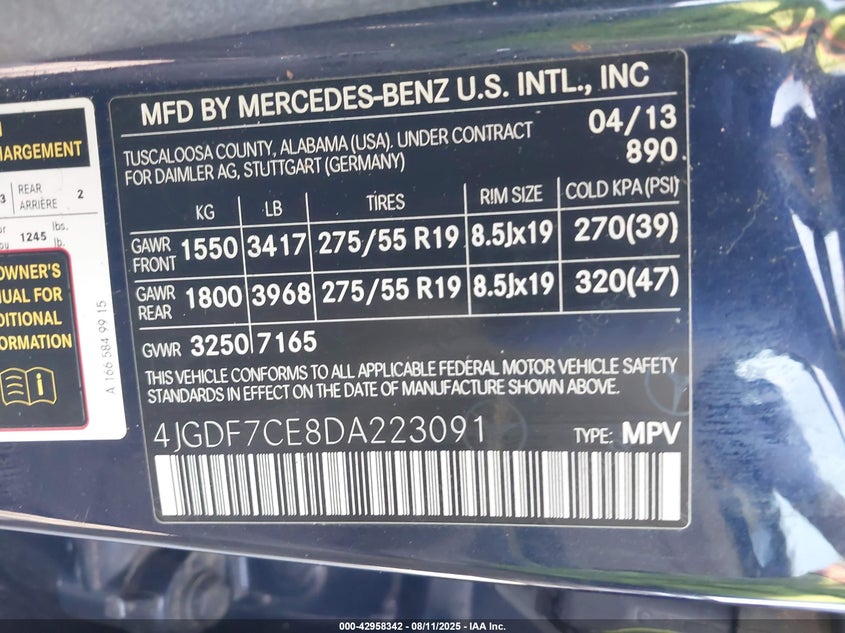 HARGEMENT
3 REAR ARRIÈRE 2
1245 lbs. lb.
OWNER'S
UAL FOR
DITIONAL
FORMATION
A 166 584 99 15
MFD BY MERCEDES-BENZ U.S. INTL., INC
TUSCALOOSA COUNTY, ALABAMA (USA). UNDER CONTRACT 04/13
FOR DAIMLER AG, STUTTGART (GERMANY) 890
KG LB TIRES RIM SIZE COLD KPA (PSI)
GAWR FRONT 1550 3417 275/55 R19 8.5Jx19 270(39)
GAWR REAR 1800 3968 275/55 R19 8.5Jx19 320(47)
GVWR 3250 7165
THIS VEHICLE CONFORMS TO ALL APPLICABLE FEDERAL MOTOR VEHICLE SAFETY
STANDARDS IN EFFECT ON THE DATE OF MANUFACTURE SHOWN ABOVE.
4JGDF7CE8DA223091 TYPE: MPV
000-42958342 - 08/11/2025 - IAA Inc.